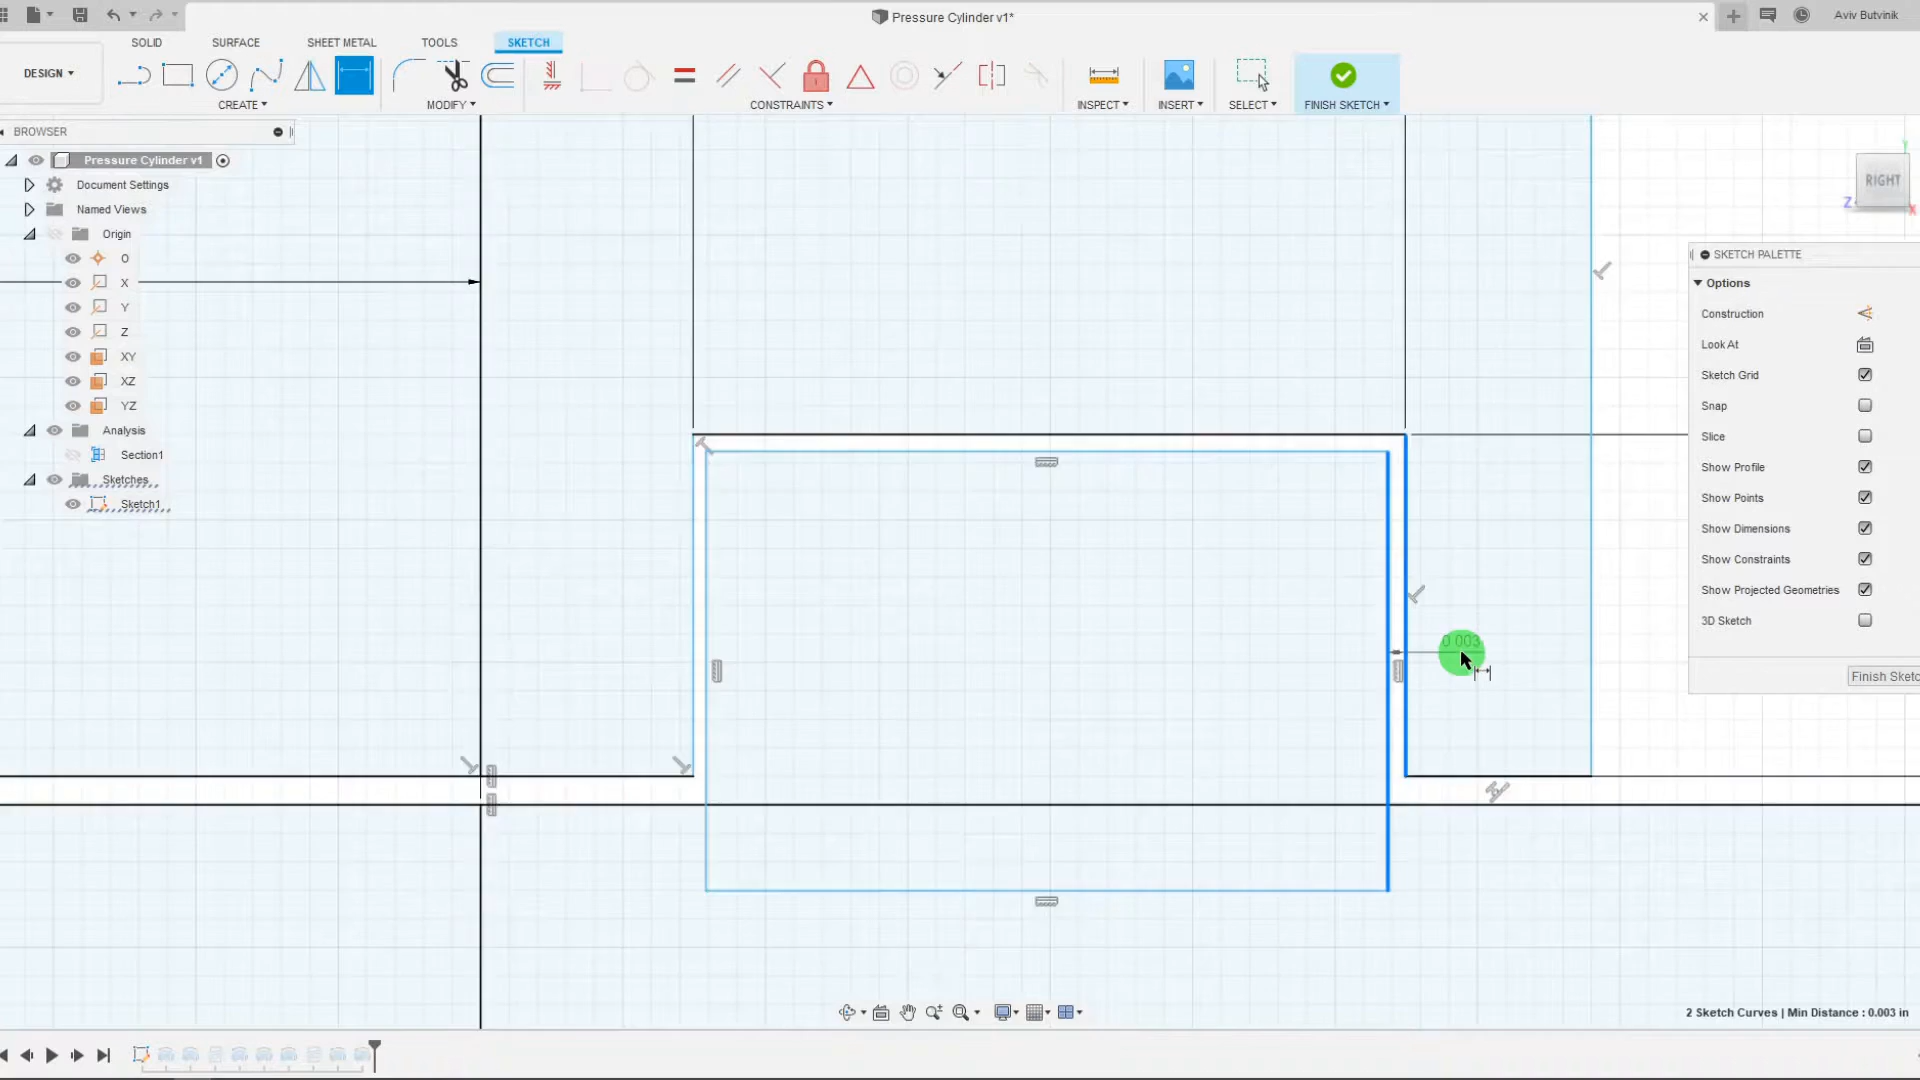 Pressure Cylinder v1*
Aviv Butvinik
DESIGN
SOLID
SURFACE
SHEET METAL
TOOLS
SKETCH
CREATE
MODIFY
CONSTRAINTS
INSPECT
INSERT
SELECT
FINISH SKETCH
BROWSER
Pressure Cylinder v1
Document Settings
Named Views
Origin
O
X
Y
Z
XY
XZ
YZ
Analysis
Section1
Sketches
Sketch1
Y
RIGHT
Z
X
SKETCH PALETTE
Options
Construction
Look At
Sketch Grid
Snap
Slice
Show Profile
Show Points
Show Dimensions
Show Constraints
Show Projected Geometries
3D Sketch
Finish Sketc
0.003
2 Sketch Curves | Min Distance : 0.003 in